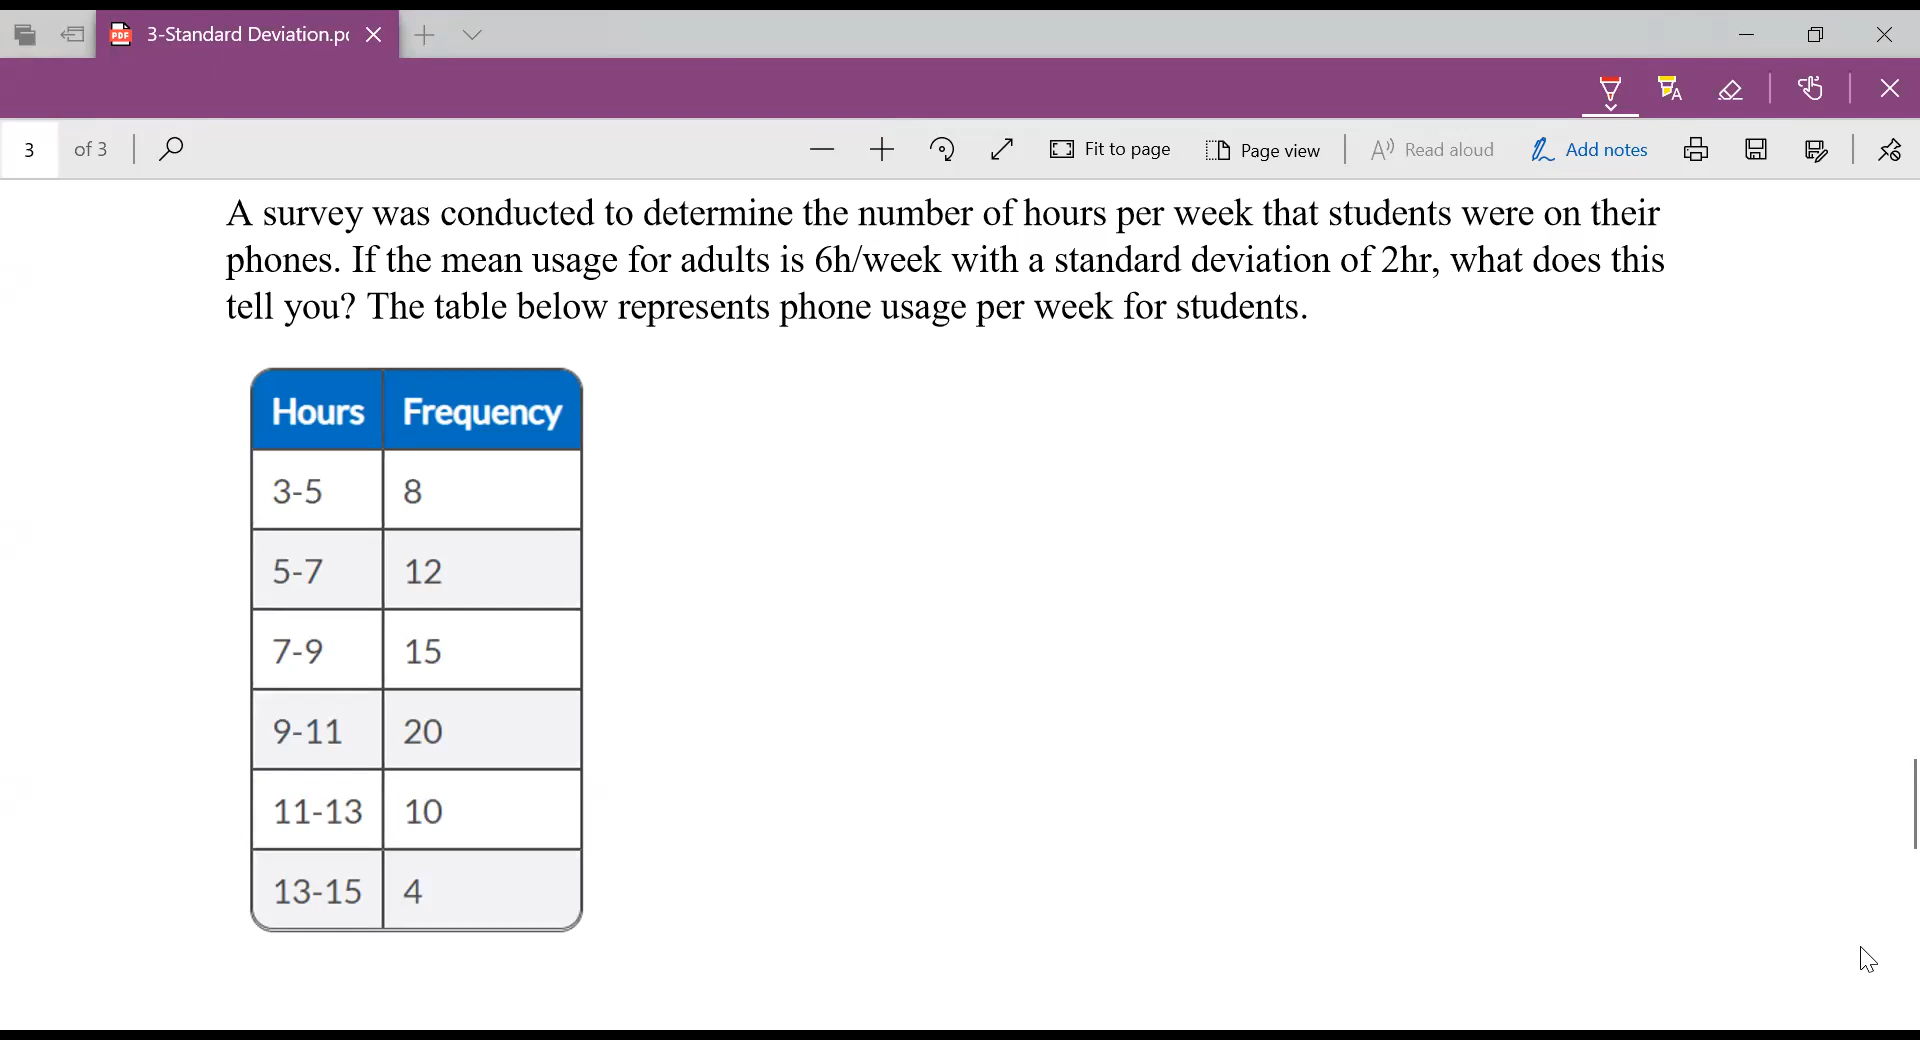 3-Standard Deviation.pd
3 of 3 Fit to page Page view Read aloud Add notes
A survey was conducted to determine the number of hours per week that students were on their
phones. If the mean usage for adults is 6h/week with a standard deviation of 2hr, what does this
tell you? The table below represents phone usage per week for students.
Hours Frequency
3-5 8
5-7 12
7-9 15
9-11 20
11-13 10
13-15 4